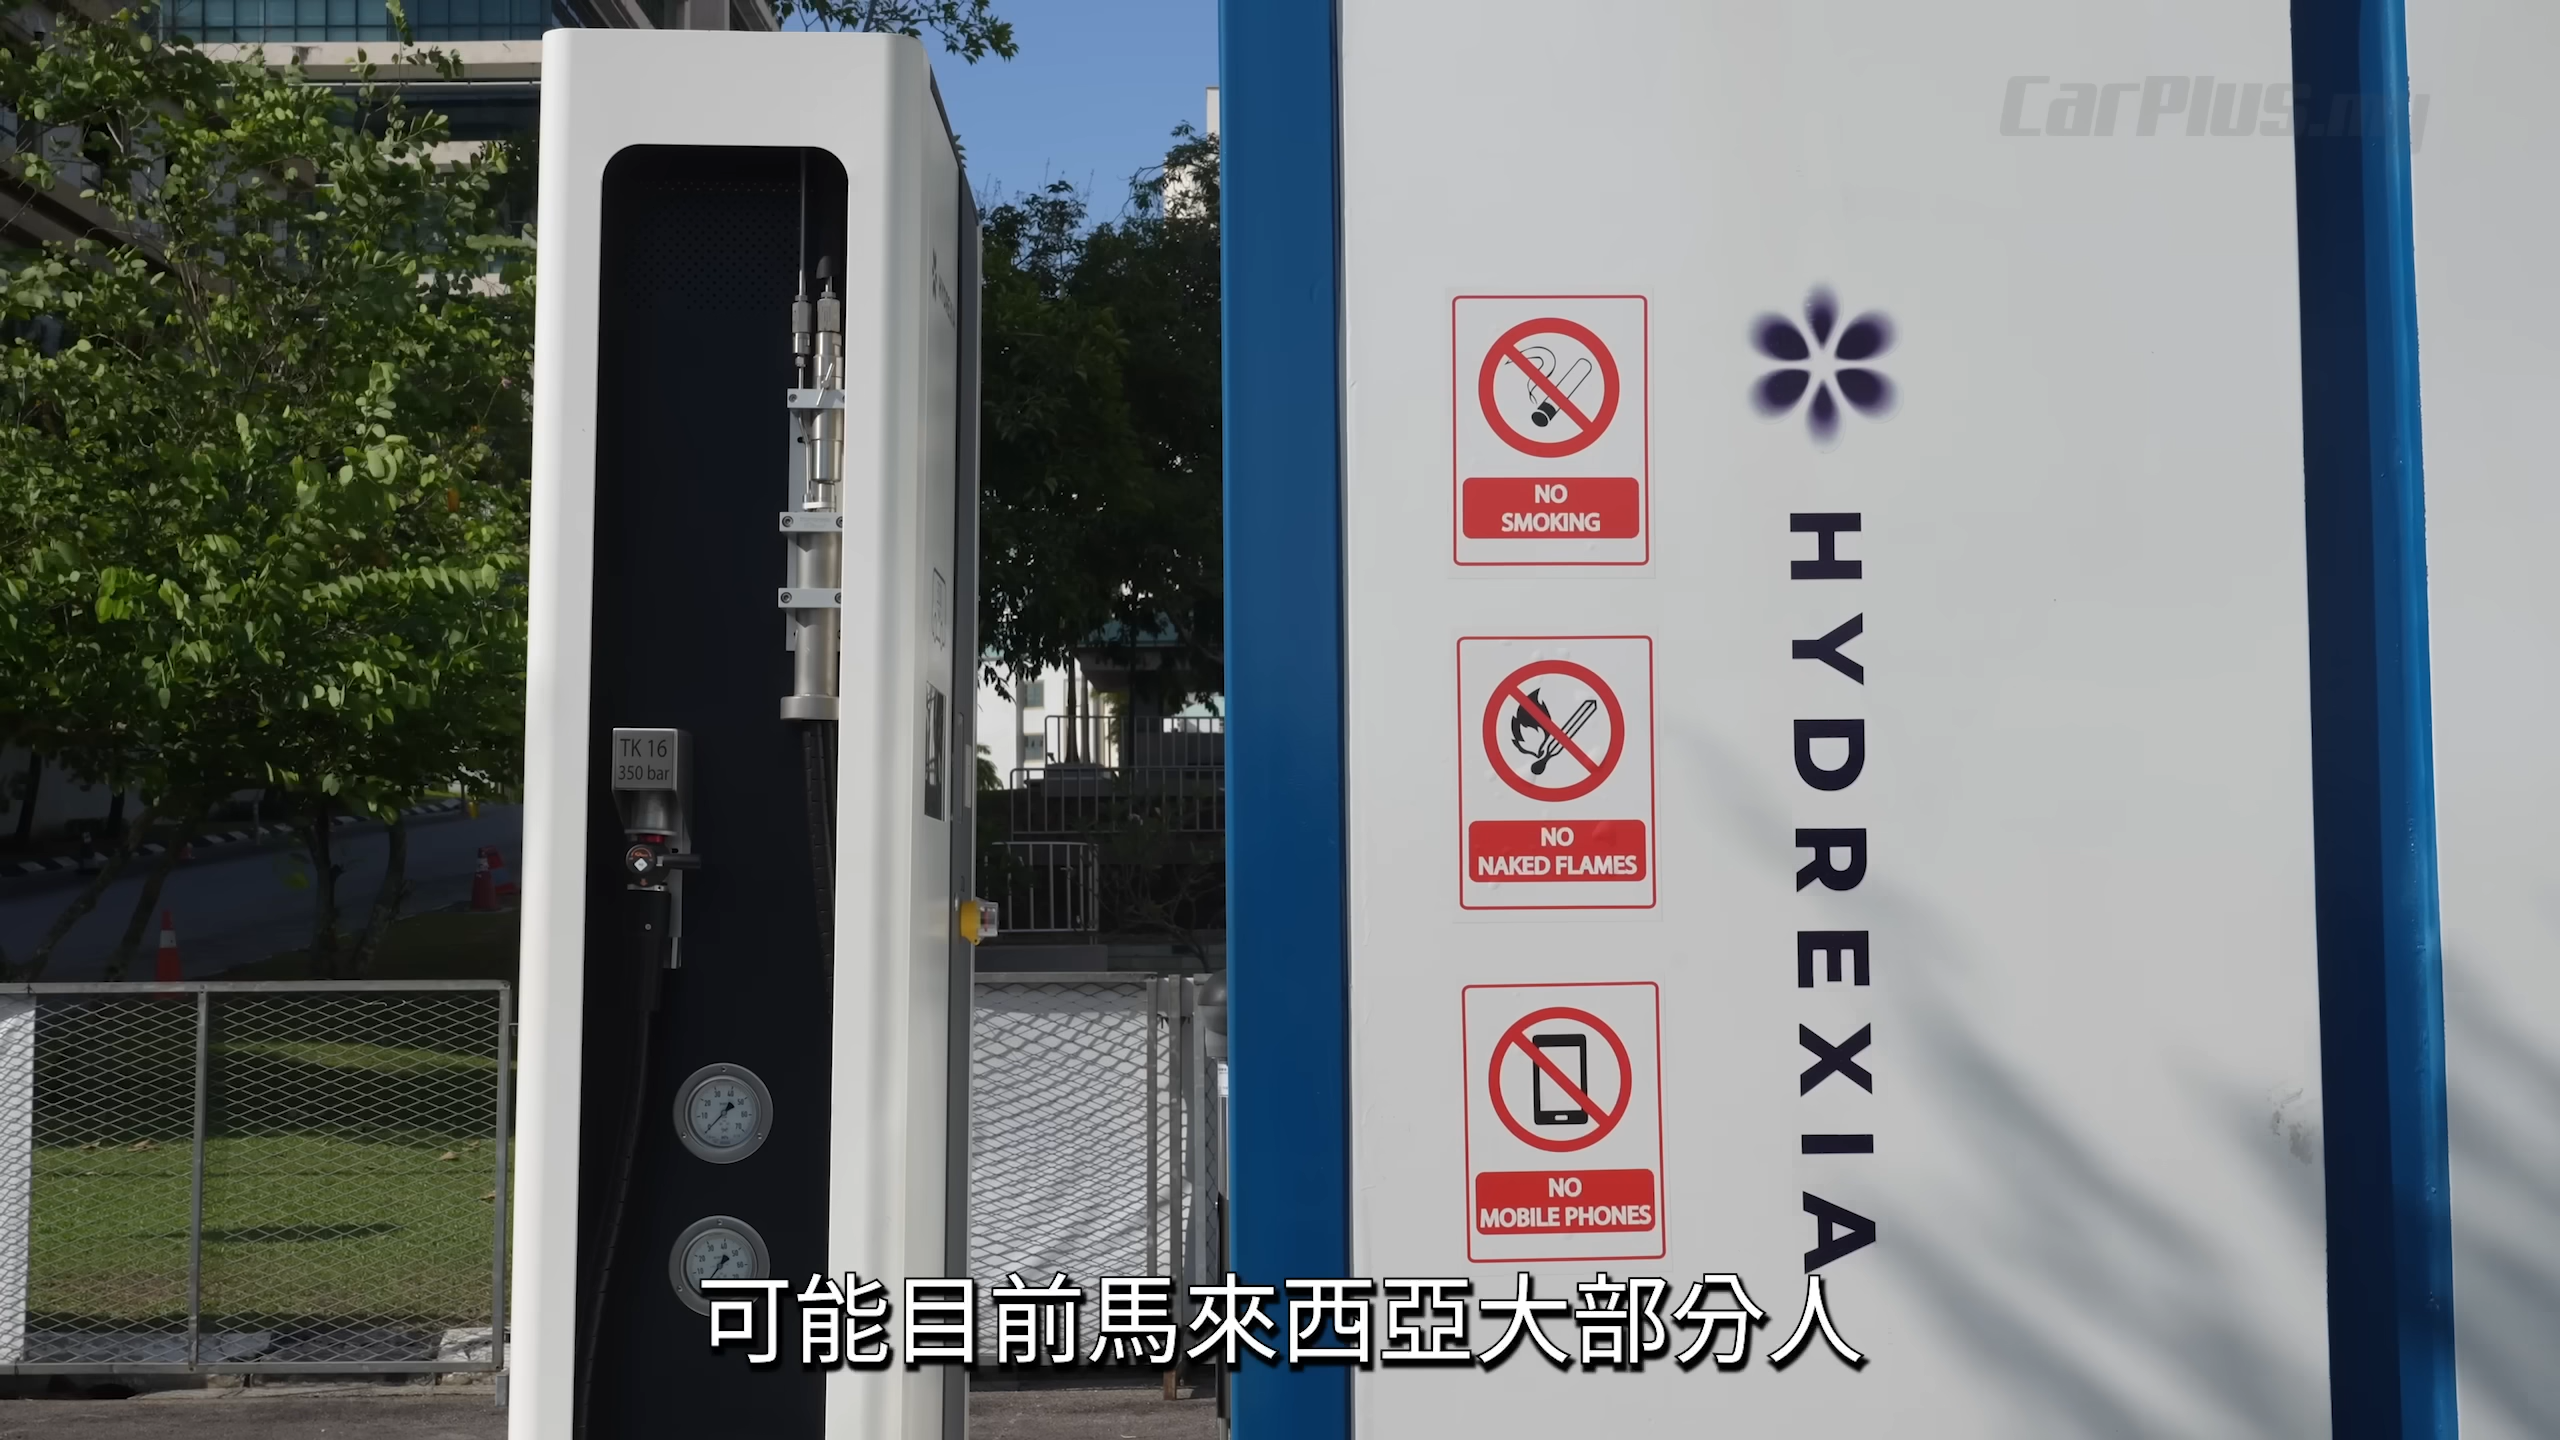 CarPlus.my
TK 16
350 bar
NO
SMOKING
NO
NAKED FLAMES
NO
MOBILE PHONES
HYDREXIA
可能目前馬來西亞大部分人